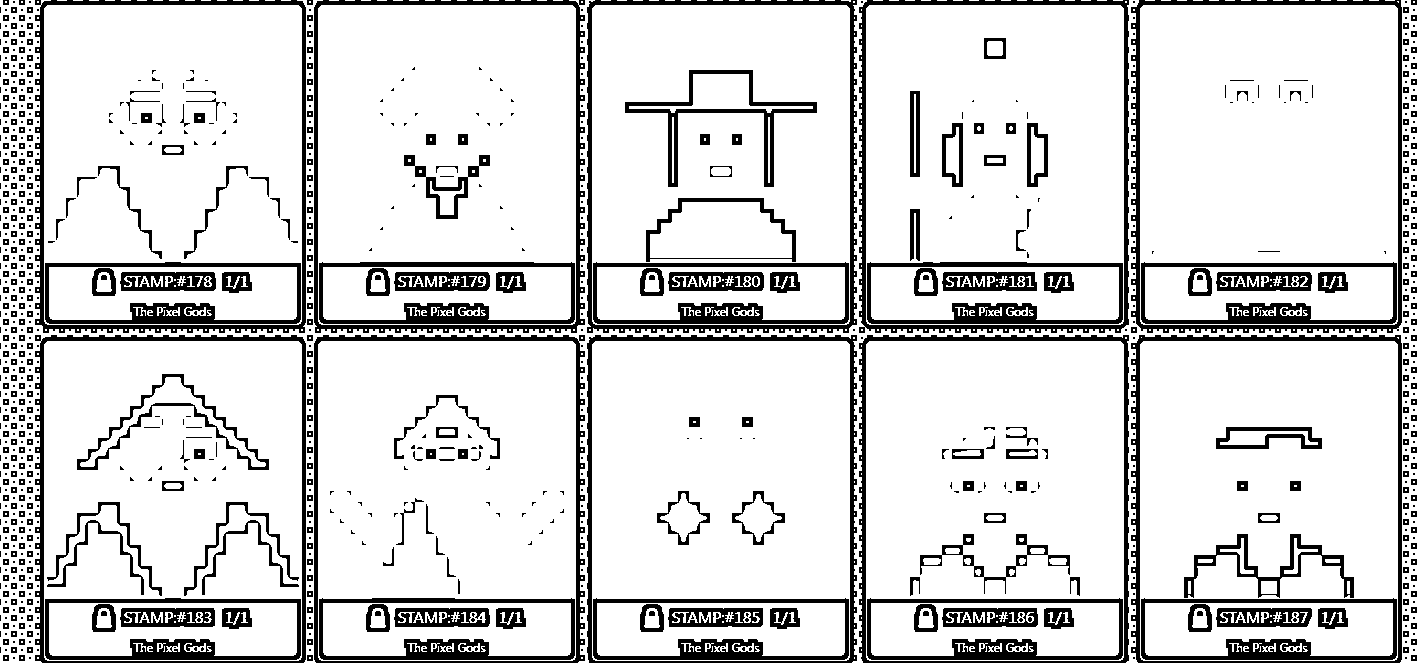 STAMP:#178 1/1
The Pixel Gods
STAMP:#179 1/1
The Pixel Gods
STAMP:#180 1/1
The Pixel Gods
STAMP:#181 1/1
The Pixel Gods
STAMP:#182 1/1
The Pixel Gods
STAMP:#183 1/1
The Pixel Gods
STAMP:#184 1/1
The Pixel Gods
STAMP:#185 1/1
The Pixel Gods
STAMP:#186 1/1
The Pixel Gods
STAMP:#187 1/1
The Pixel Gods